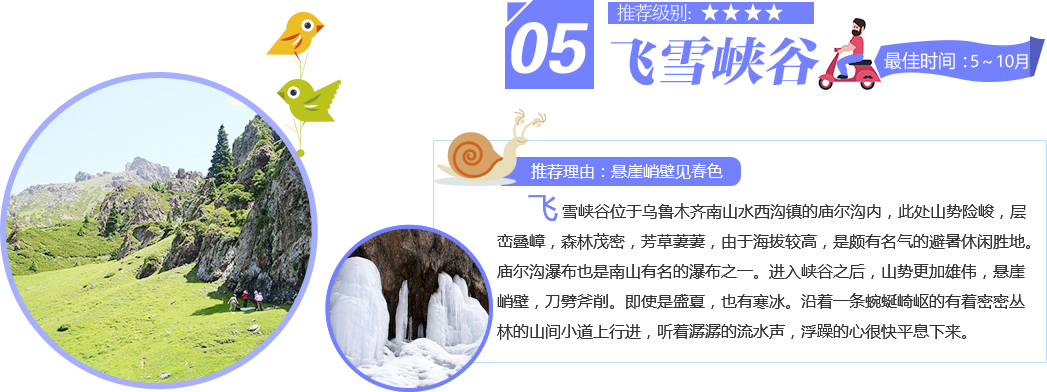 05
推荐级别: ★★★★
飞雪峡谷
最佳时间：5~10月
推荐理由：悬崖峭壁见春色
飞雪峡谷位于乌鲁木齐南山水西沟镇的庙尔沟内，此处山势险峻，层
峦叠嶂，森林茂密，芳草萋萋，由于海拔较高，是颇有名气的避暑休闲胜地。
庙尔沟瀑布也是南山有名的瀑布之一。进入峡谷之后，山势更加雄伟，悬崖
峭壁，刀劈斧削。即使是盛夏，也有寒冰。沿着一条蜿蜒崎岖的有着密密丛
林的山间小道上行进，听着潺潺的流水声，浮躁的心很快平息下来。